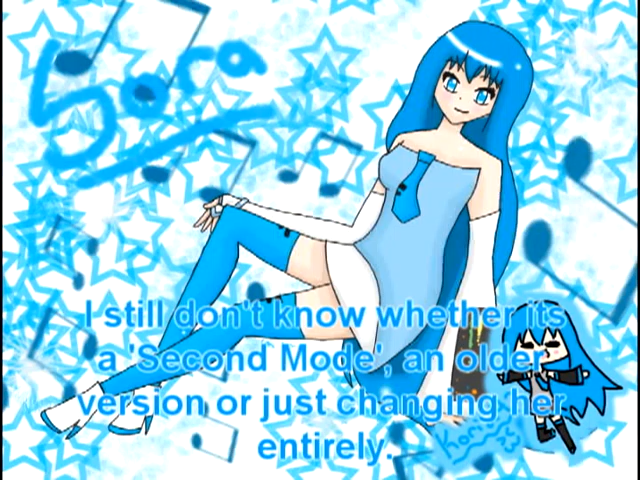 Sora
I still don't know whether its
a 'Second Mode', an older
version or just changing her
entirely.